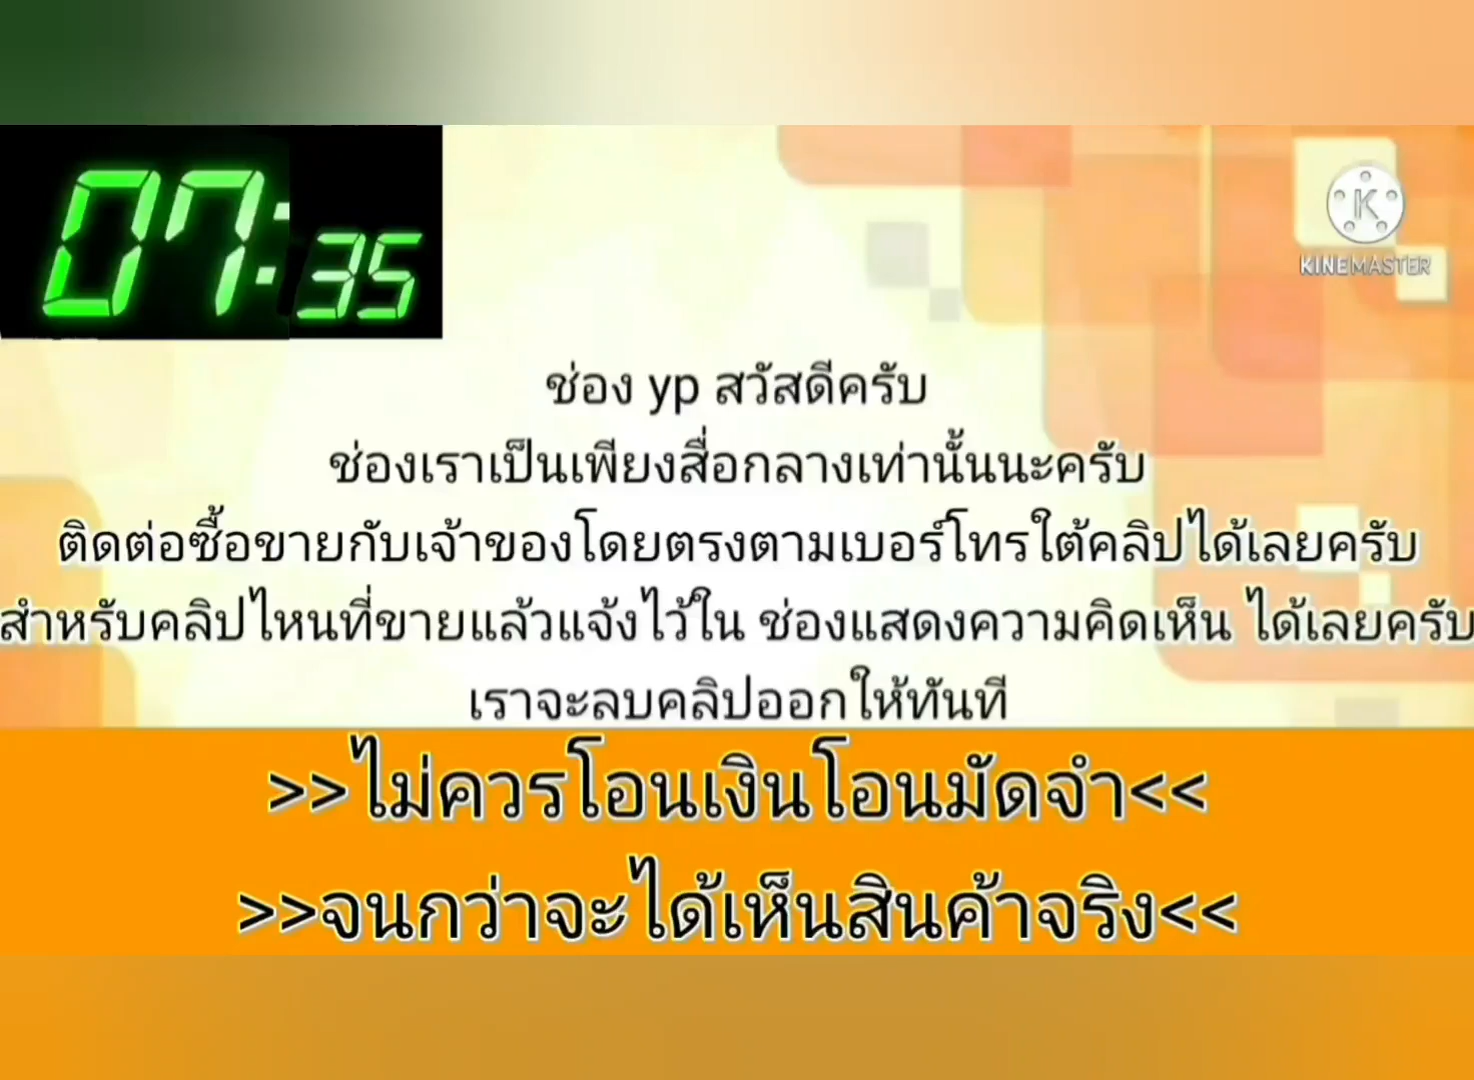 07:35
KINEMASTER
ช่อง yp สวัสดีครับ
ช่องเราเป็นเพียงสื่อกลางเท่านั้นนะครับ
ติดต่อซื้อขายกับเจ้าของโดยตรงตามเบอร์โทรใต้คลิปได้เลยครับ
สำหรับคลิปไหนที่ขายแล้วแจ้งไว้ใน ช่องแสดงความคิดเห็น ได้เลยครับ
เราจะลบคลิปออกให้ทันที
>>ไม่ควรโอนเงินโอนมัดจำ<<
>>จนกว่าจะได้เห็นสินค้าจริง<<